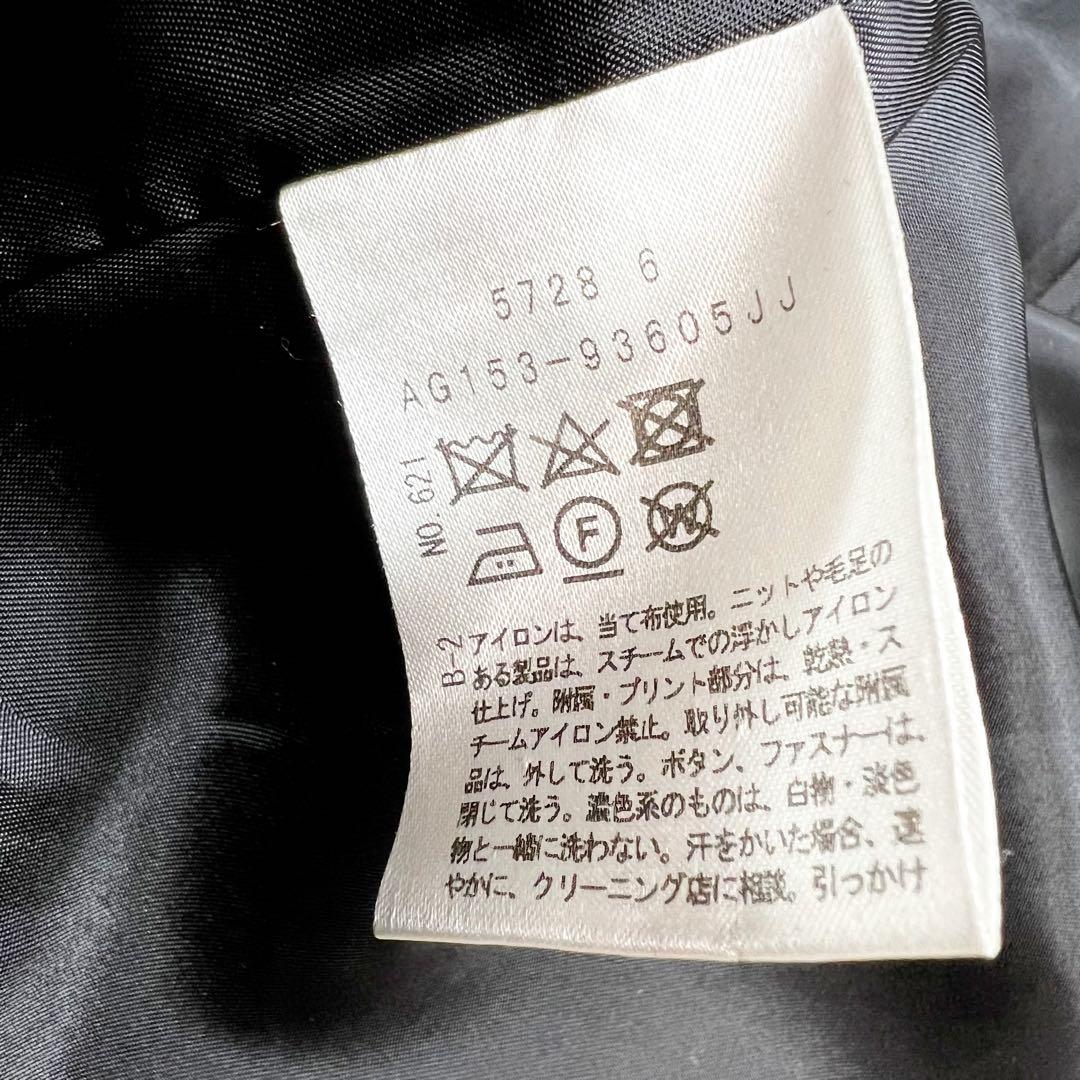 5728 6
AG153-93605JJ
NO.621
F
W
B-2
アイロンは、当て布使用。ニットや毛足の
ある製品は、スチームでの浮かしアイロン
仕上げ。附属・プリント部分は、乾熱・ス
チームアイロン禁止。取り外し可能な附属
品は、外して洗う。ボタン、ファスナーは、
閉じて洗う。濃色系のものは、白物・淡色
物と一緒に洗わない。汗をかいた場合、速
やかに、クリーニング店に相談。引っかけ